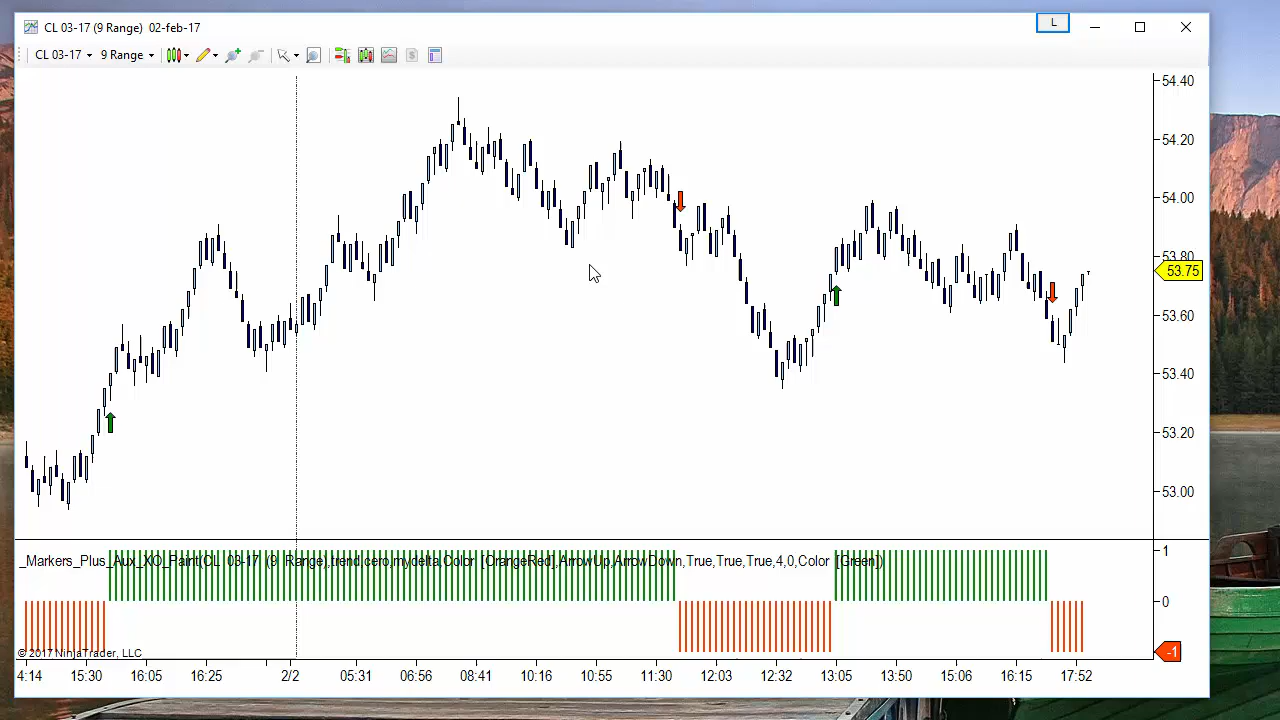 CL 03-17 (9 Range) 02-feb-17
L
CL 03-17 9 Range
54.40
54.20
54.00
53.80
53.75
53.60
53.40
53.20
53.00
_Markers_Plus_Aux_XO_Paint(CL 03-17 (9 Range),trend,cero,mydelta,Color [OrangeRed],ArrowUp,ArrowDown,True,True,True,4,0,Color [Green])
1
0
-1
© 2017 NinjaTrader, LLC
4:14 15:30 16:05 16:25 2/2 05:31 06:56 08:41 10:16 10:55 11:30 12:03 12:32 13:05 13:50 15:06 16:15 17:52